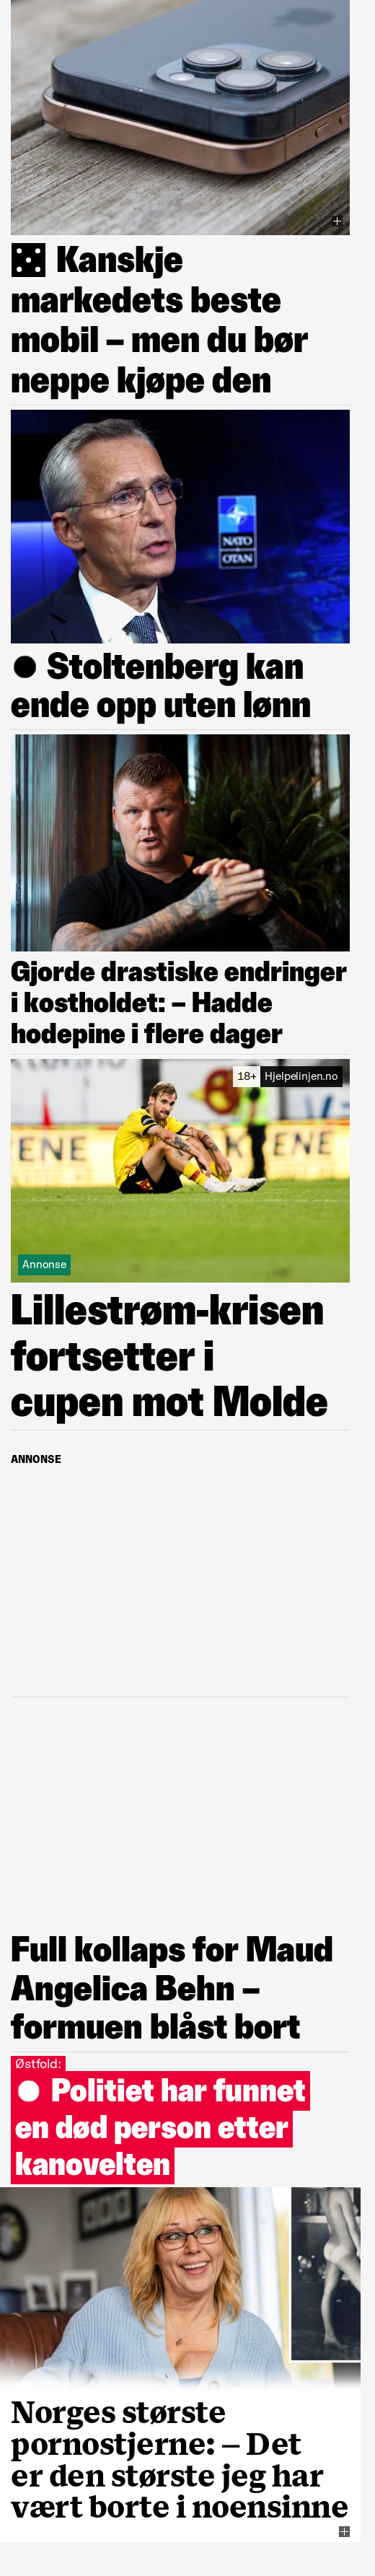 Kanskje
markedets beste
mobil – men du bør
neppe kjøpe den
NATO
OTAN
Stoltenberg kan
ende opp uten lønn
Gjorde drastiske endringer
i kostholdet: – Hadde
hodepine i flere dager
18+ Hjelpelinjen.no
ENE
ENE
Annonse
Lillestrøm-krisen
fortsetter i
cupen mot Molde
ANNONSE
Full kollaps for Maud
Angelica Behn –
formuen blåst bort
Østfold:
Politiet har funnet
en død person etter
kanovelten
Norges største
pornostjerne: – Det
er den største jeg har
vært borte i noensinne